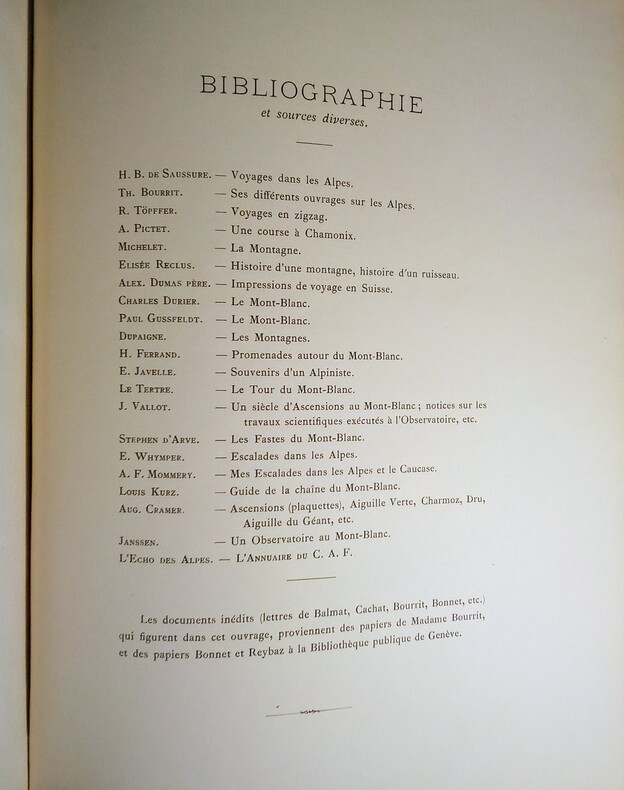 BIBLIOGRAPHIE
et sources diverses.
H. B. DE SAUSSURE. — Voyages dans les Alpes.
TH. BOURRIT. — Ses différents ouvrages sur les Alpes.
R. TÖPFFER. — Voyages en zigzag.
A. PICTET. — Une course à Chamonix.
MICHELET. — La Montagne.
ELISÉE RECLUS. — Histoire d'une montagne, histoire d'un ruisseau.
ALEX. DUMAS PÈRE. — Impressions de voyage en Suisse.
CHARLES DURIER. — Le Mont-Blanc.
PAUL GUSSFELDT. — Le Mont-Blanc.
DUPAIGNE. — Les Montagnes.
H. FERRAND. — Promenades autour du Mont-Blanc.
E. JAVELLE. — Souvenirs d'un Alpiniste.
LE TERTRE. — Le Tour du Mont-Blanc.
J. VALLOT. — Un siècle d'Ascensions au Mont-Blanc ; notices sur les
travaux scientifiques exécutés à l'Observatoire, etc.
STEPHEN D'ARVE. — Les Fastes du Mont-Blanc.
E. WHYMPER. — Escalades dans les Alpes.
A. F. MOMMERY. — Mes Escalades dans les Alpes et le Caucase.
LOUIS KURZ. — Guide de la chaîne du Mont-Blanc.
AUG. CRAMER. — Ascensions (plaquettes), Aiguille Verte, Charmoz, Dru,
Aiguille du Géant, etc.
JANSSEN. — Un Observatoire au Mont-Blanc.
L'ECHO DES ALPES. — L'ANNUAIRE DU C. A. F.
Les documents inédits (lettres de Balmat, Cachat, Bourrit, Bonnet, etc.)
qui figurent dans cet ouvrage, proviennent des papiers de Madame Bourrit,
et des papiers Bonnet et Reybaz à la Bibliothèque publique de Genève.